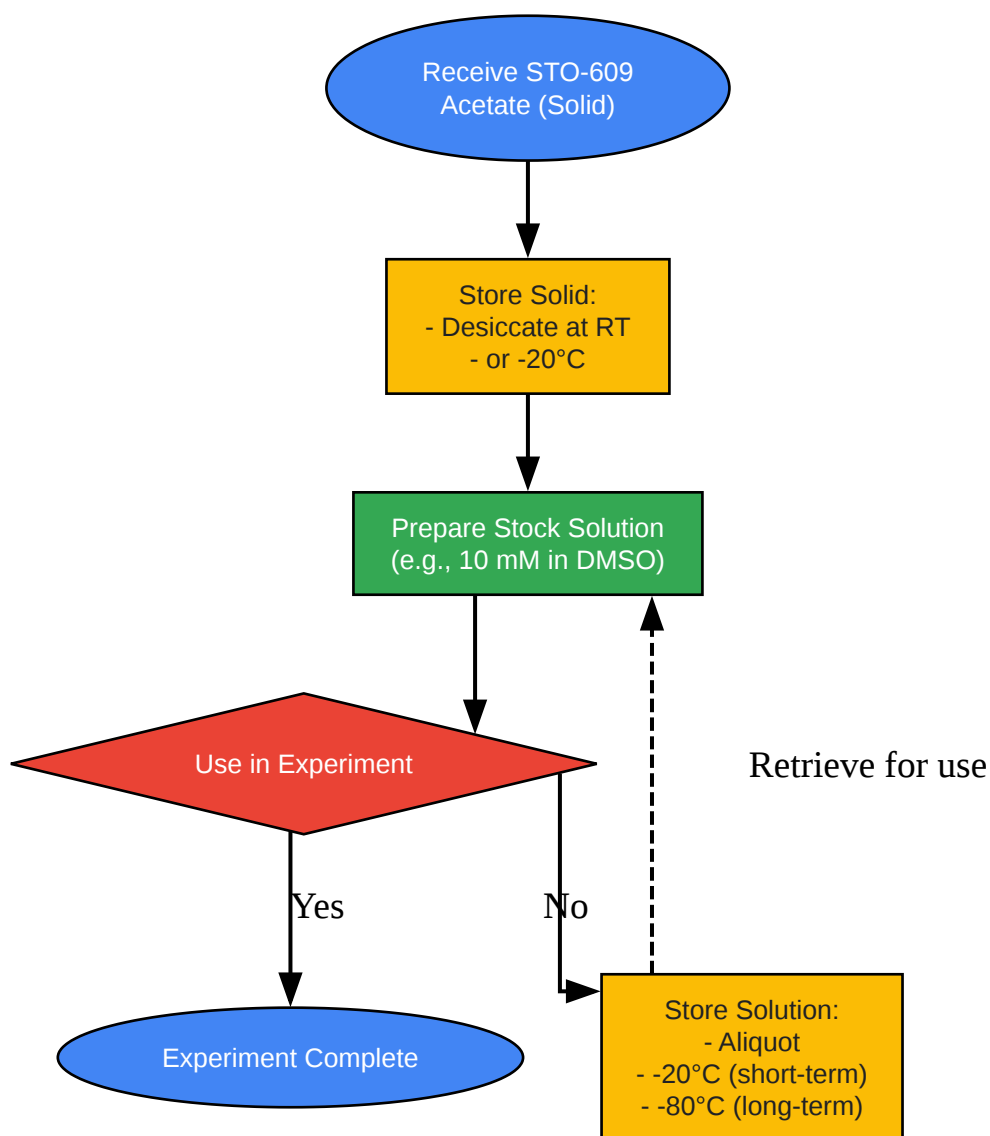 Receive STO-609
Acetate (Solid)
Store Solid:
- Desiccate at RT
- or -20°C
Prepare Stock Solution
(e.g., 10 mM in DMSO)
Use in Experiment
Retrieve for use
Yes
No
Experiment Complete
Store Solution:
- Aliquot
- -20°C (short-term)
- -80°C (long-term)